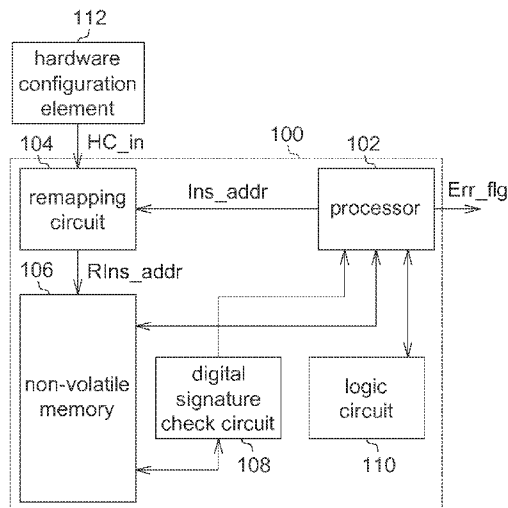 112
hardware
configuration
element
HC_in
104
100
102
remapping
circuit
Ins_addr
processor
Err_flg
106
RIns_addr
non-volatile
memory
digital
signature
check circuit
108
logic
circuit
110